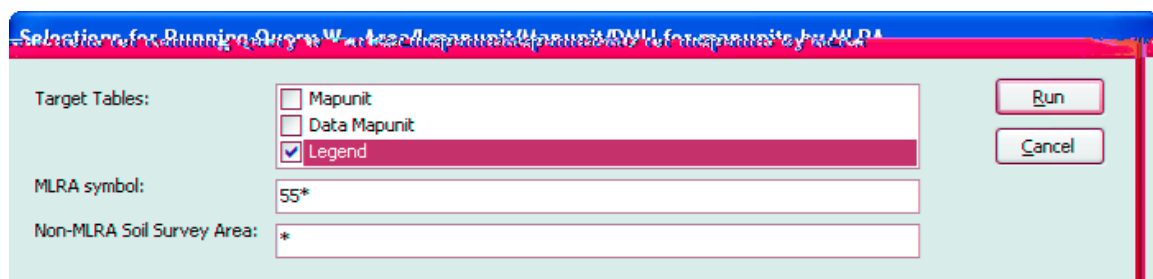 Selections for Running Query W
Target Tables:
Mapunit
Data Mapunit
Legend
MLRA symbol:
55*
Non-MLRA Soil Survey Area:
*
Run
Cancel